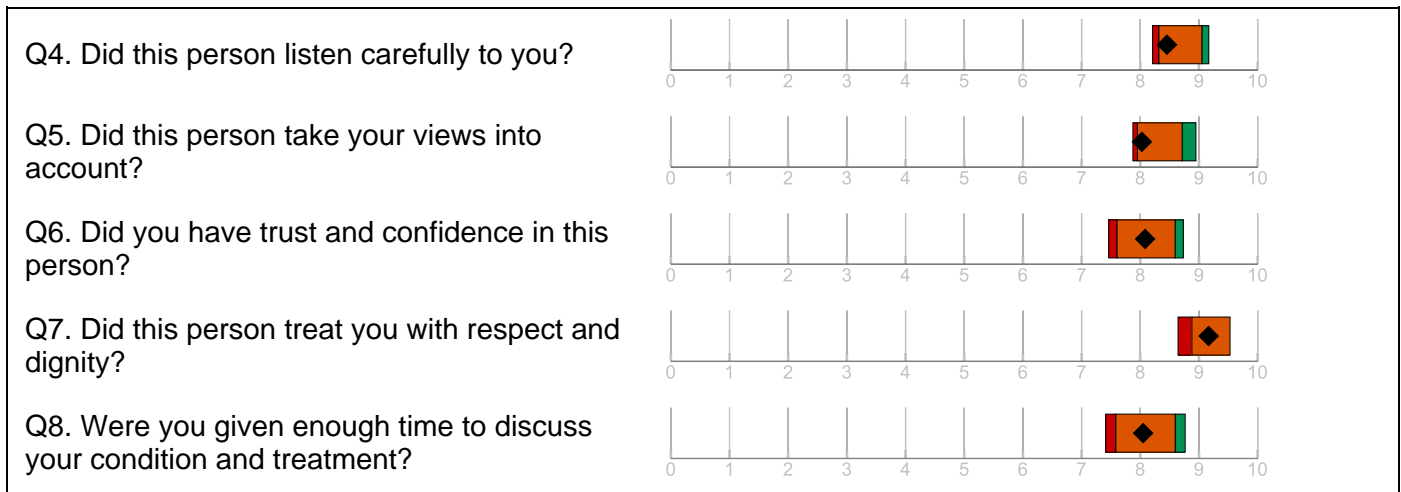 Q4. Did this person listen carefully to you?
0 1 2 3 4 5 6 7 8 9 10
Q5. Did this person take your views into
account?
0 1 2 3 4 5 6 7 8 9 10
Q6. Did you have trust and confidence in this
person?
0 1 2 3 4 5 6 7 8 9 10
Q7. Did this person treat you with respect and
dignity?
0 1 2 3 4 5 6 7 8 9 10
Q8. Were you given enough time to discuss
your condition and treatment?
0 1 2 3 4 5 6 7 8 9 10